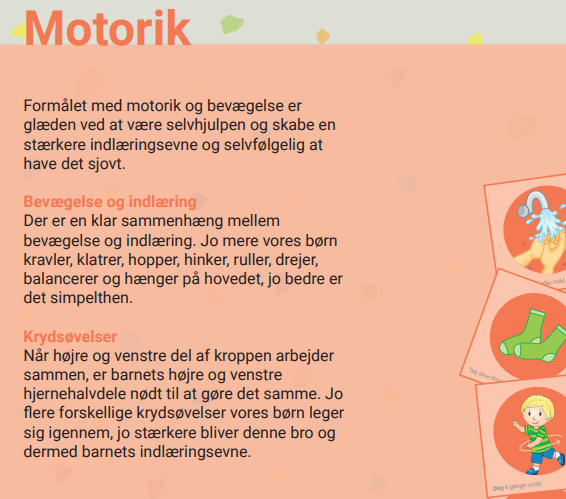 Motorik
Formålet med motorik og bevægelse er
glæden ved at være selvhjulpen og skabe en
stærkere indlæringsevne og selvfølgelig at
have det sjovt.
Bevægelse og indlæring
Der er en klar sammenhæng mellem
bevægelse og indlæring. Jo mere vores børn
kravler, klatrer, hopper, hinker, ruller, drejer,
balancerer og hænger på hovedet, jo bedre er
det simpelthen.
Krydsøvelser
Når højre og venstre del af kroppen arbejder
sammen, er barnets højre og venstre
hjernehalvdele nødt til at gøre det samme. Jo
flere forskellige krydsøvelser vores børn leger
sig igennem, jo stærkere bliver denne bro og
dermed barnets indlæringsevne.
Tag dine
Drej 6 gange rundt.